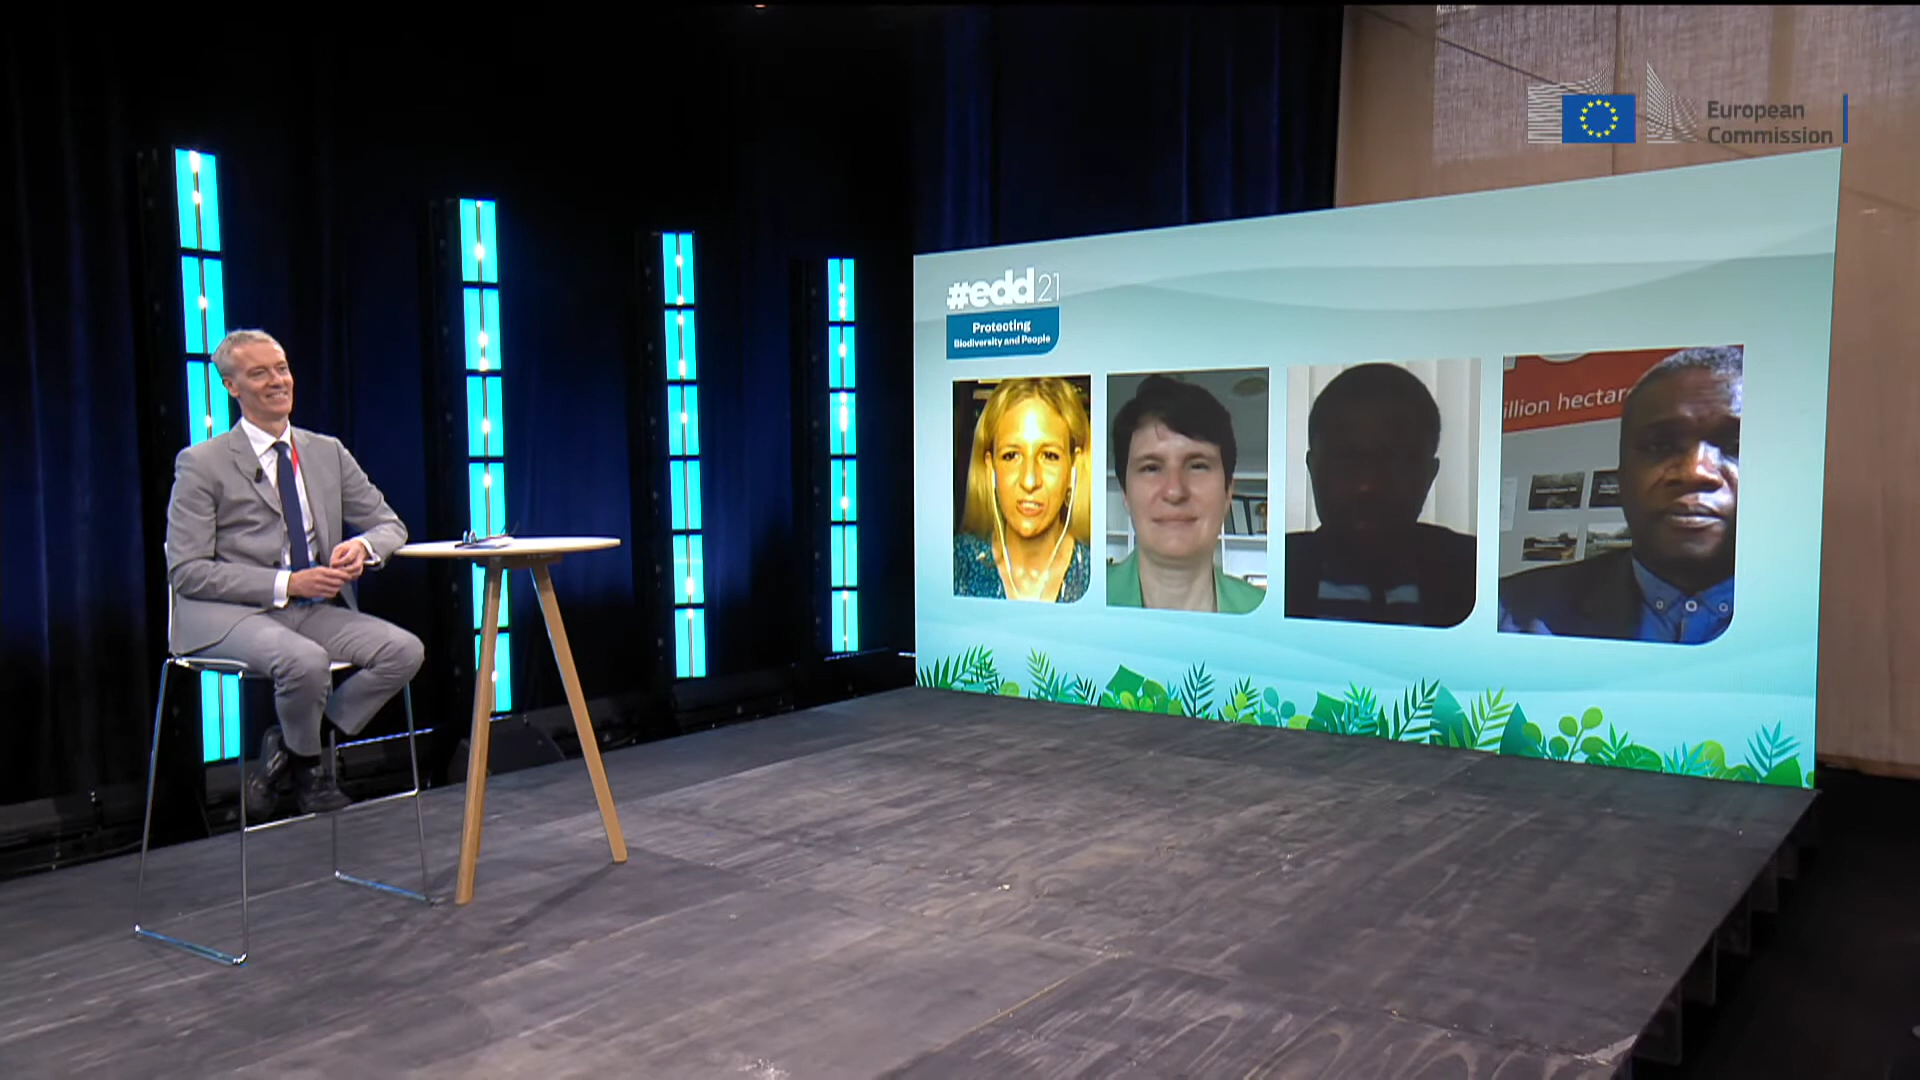 European
Commission
#edd21
Protecting
Biodiversity and People
illion hectar